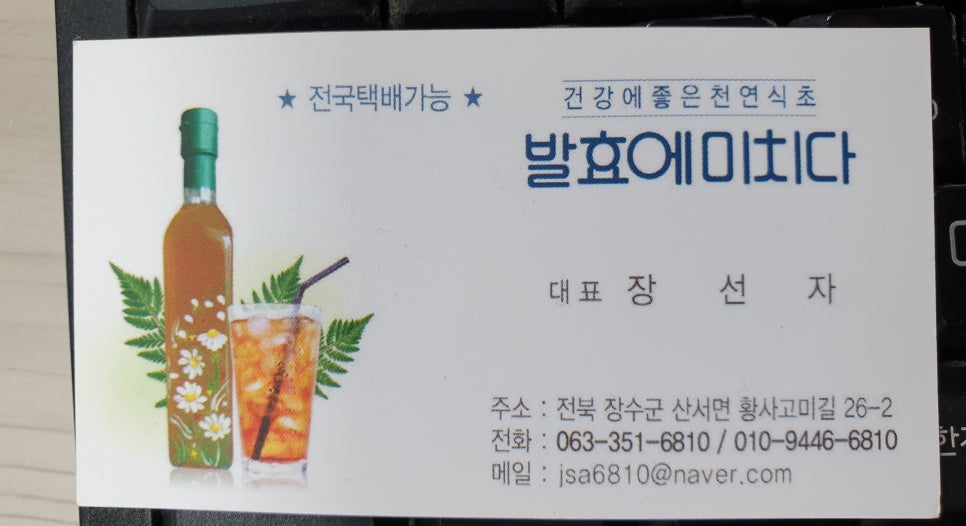 ★ 전국택배가능 ★
건강에좋은천연식초
발효에미치다
대표 장 선 자
주소 : 전북 장수군 산서면 황사고미길 26-2
전화 : 063-351-6810 / 010-9446-6810
메일 : jsa6810@naver.com